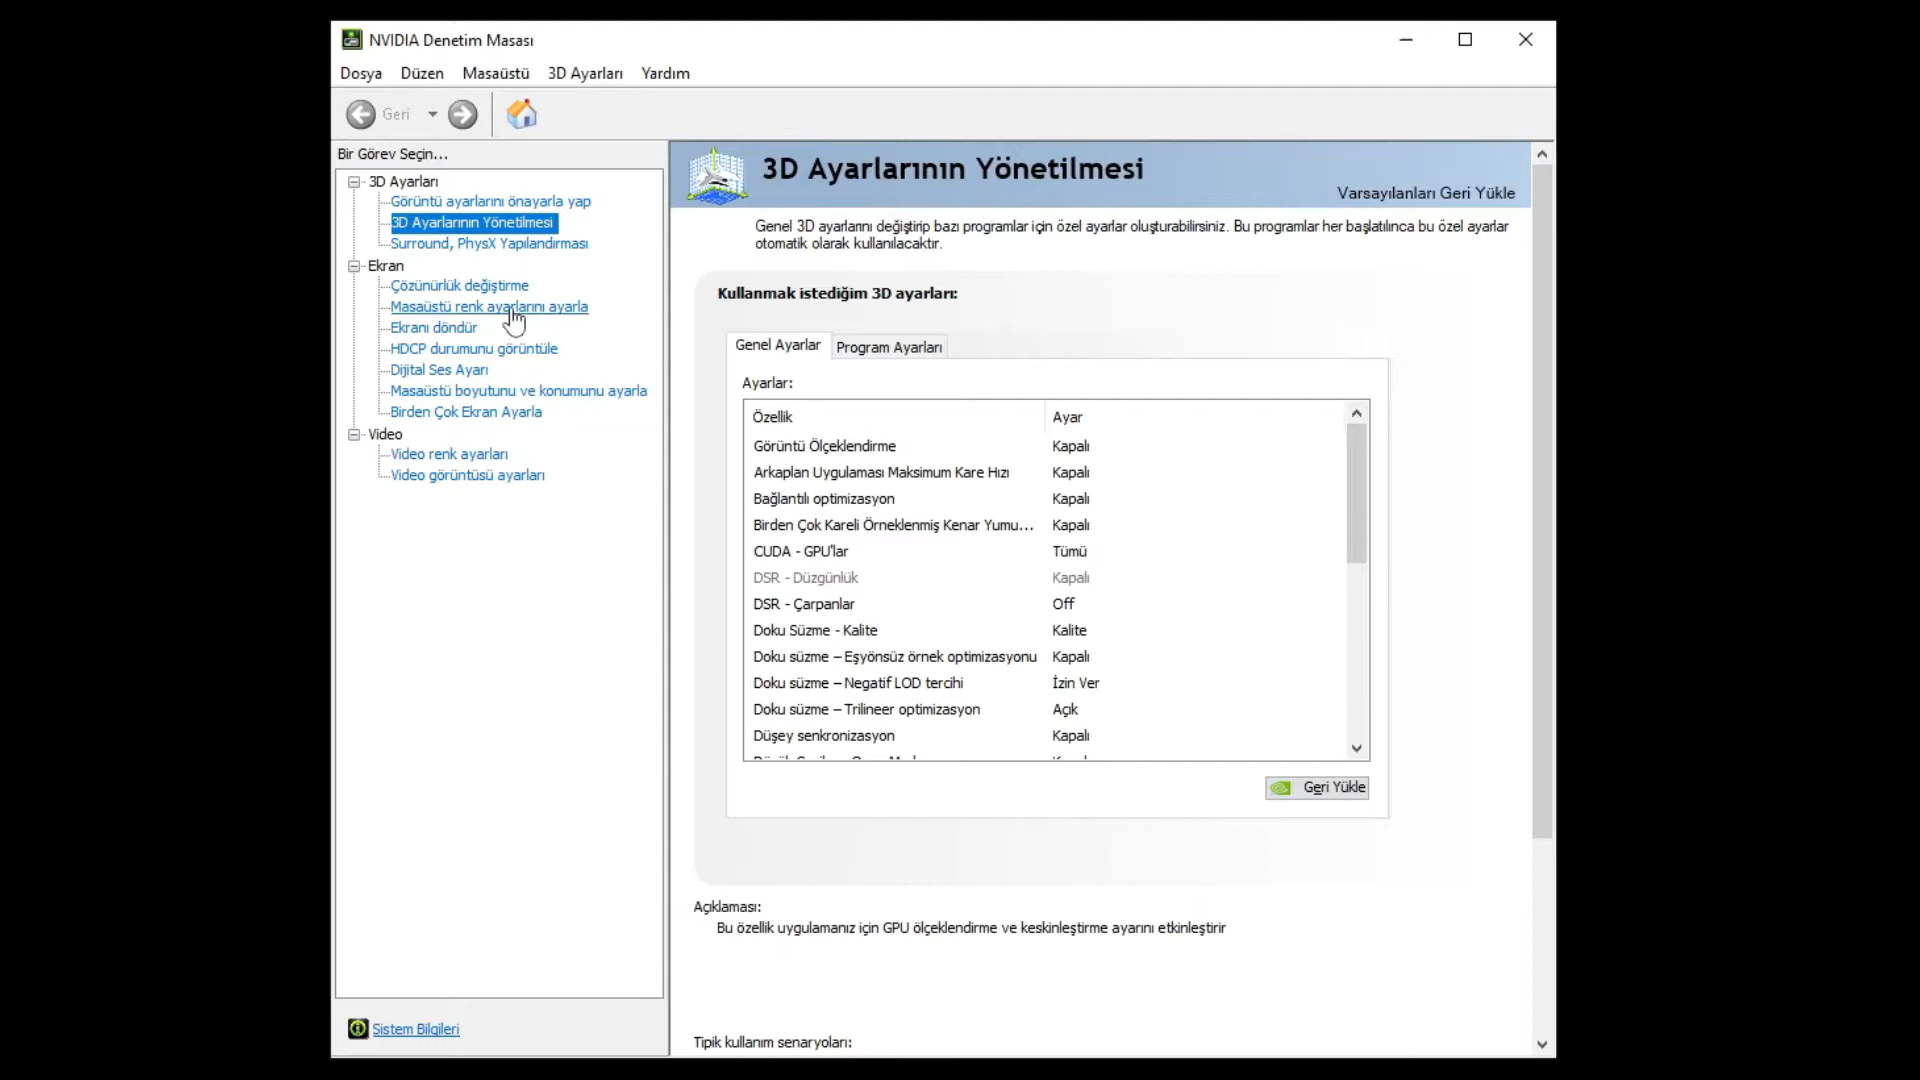 NVIDIA Denetim Masası
Dosya Düzen Masaüstü 3D Ayarları Yardım
Geri
Bir Görev Seçin...
3D Ayarları
Görüntü ayarlarını önayarla yap
3D Ayarlarının Yönetilmesi
Surround, PhysX Yapılandırması
Ekran
Çözünürlük değiştirme
Masaüstü renk ayarlarını ayarla
Ekranı döndür
HDCP durumunu görüntüle
Dijital Ses Ayarı
Masaüstü boyutunu ve konumunu ayarla
Birden Çok Ekran Ayarla
Video
Video renk ayarları
Video görüntüsü ayarları
Sistem Bilgileri
3D Ayarlarının Yönetilmesi
Varsayılanları Geri Yükle
Genel 3D ayarlarını değiştirip bazı programlar için özel ayarlar oluşturabilirsiniz. Bu programlar her başlatılınca bu özel ayarlar
otomatik olarak kullanılacaktır.
Kullanmak istediğim 3D ayarları:
Genel Ayarlar Program Ayarları
Ayarlar:
Özellik Ayar
Görüntü Ölçeklendirme Kapalı
Arkaplan Uygulaması Maksimum Kare Hızı Kapalı
Bağlantılı optimizasyon Kapalı
Birden Çok Kareli Örneklenmiş Kenar Yumu... Kapalı
CUDA - GPU'lar Tümü
DSR - Düzgünlük Kapalı
DSR - Çarpanlar Off
Doku Süzme - Kalite Kalite
Doku süzme – Eşyönsüz örnek optimizasyonu Kapalı
Doku süzme – Negatif LOD tercihi İzin Ver
Doku süzme – Trilineer optimizasyon Açık
Düşey senkronizasyon Kapalı
Geri Yükle
Açıklaması:
Bu özellik uygulamanız için GPU ölçeklendirme ve keskinleştirme ayarını etkinleştirir
Tipik kullanım senaryoları: